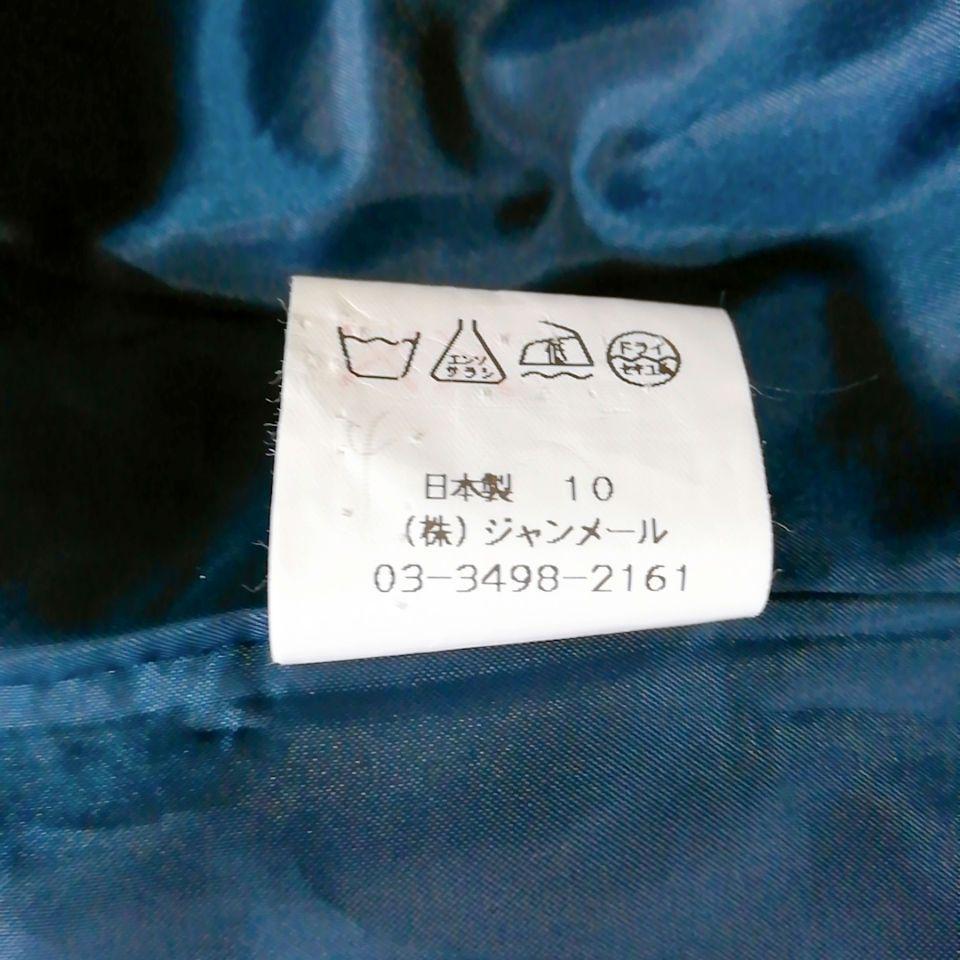 エンソ
サラシ
低
ドライ
セキユ系
日本製 10
(株)ジャンメール
03-3498-2161